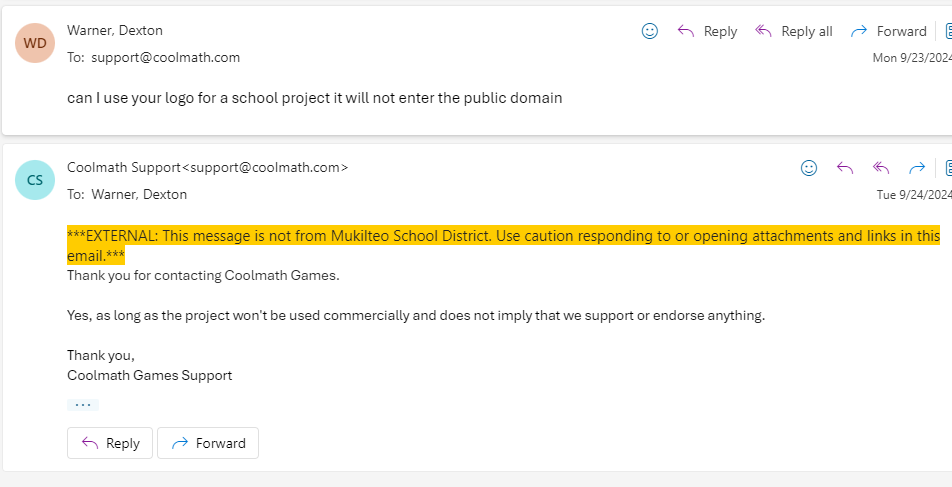 Warner, Dexton
WD
Reply
Reply all
Forward
To: support@coolmath.com
Mon 9/23/2024
can I use your logo for a school project it will not enter the public domain
Coolmath Support<support@coolmath.com>
CS
To: Warner, Dexton
Tue 9/24/2024
***EXTERNAL: This message is not from Mukilteo School District. Use caution responding to or opening attachments and links in this
email.***
Thank you for contacting Coolmath Games.
Yes, as long as the project won't be used commercially and does not imply that we support or endorse anything.
Thank you,
Coolmath Games Support
...
Reply
Forward